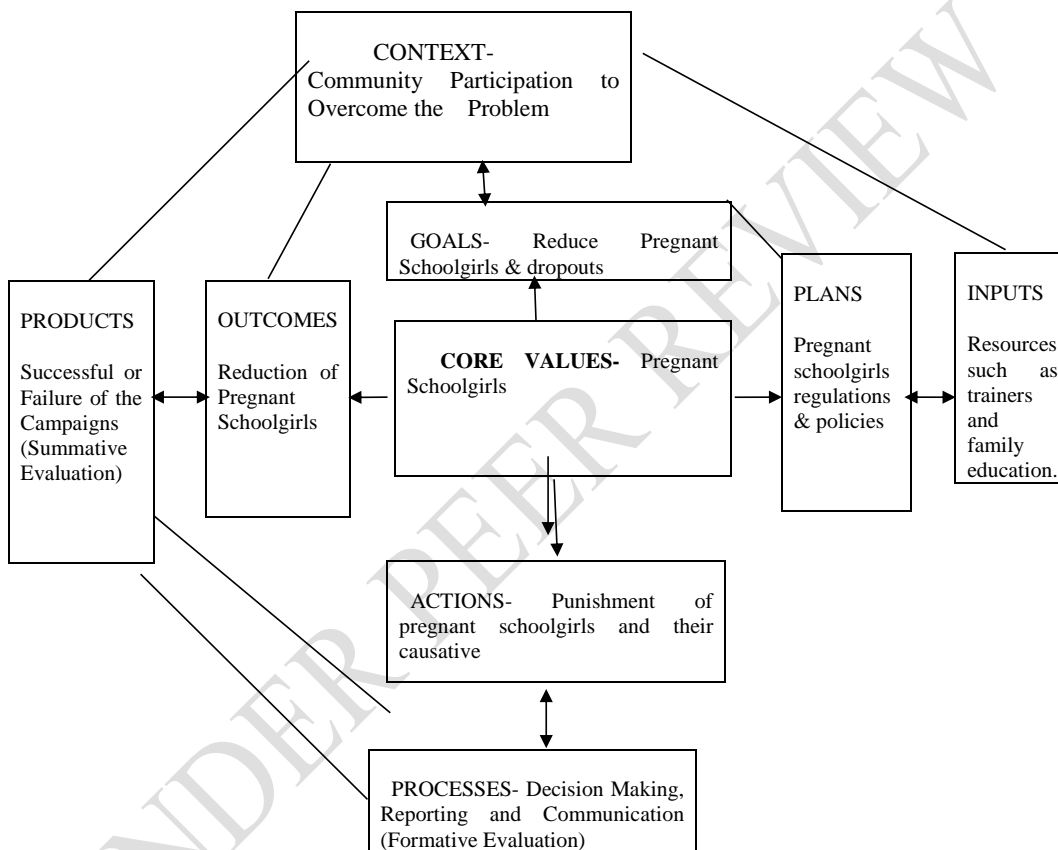 CONTEXT-
Community Participation to
Overcome the Problem
GOALS- Reduce Pregnant
Schoolgirls & dropouts
PRODUCTS
Successful or
Failure of the
Campaigns
(Summative
Evaluation)
OUTCOMES
Reduction of
Pregnant
Schoolgirls
CORE VALUES- Pregnant
Schoolgirls
PLANS
Pregnant
schoolgirls
regulations
& policies
INPUTS
Resources
such as
trainers
and
family
education.
ACTIONS- Punishment of
pregnant schoolgirls and their
causative
PROCESSES- Decision Making,
Reporting and Communication
(Formative Evaluation)
NDER PEER REVIEW